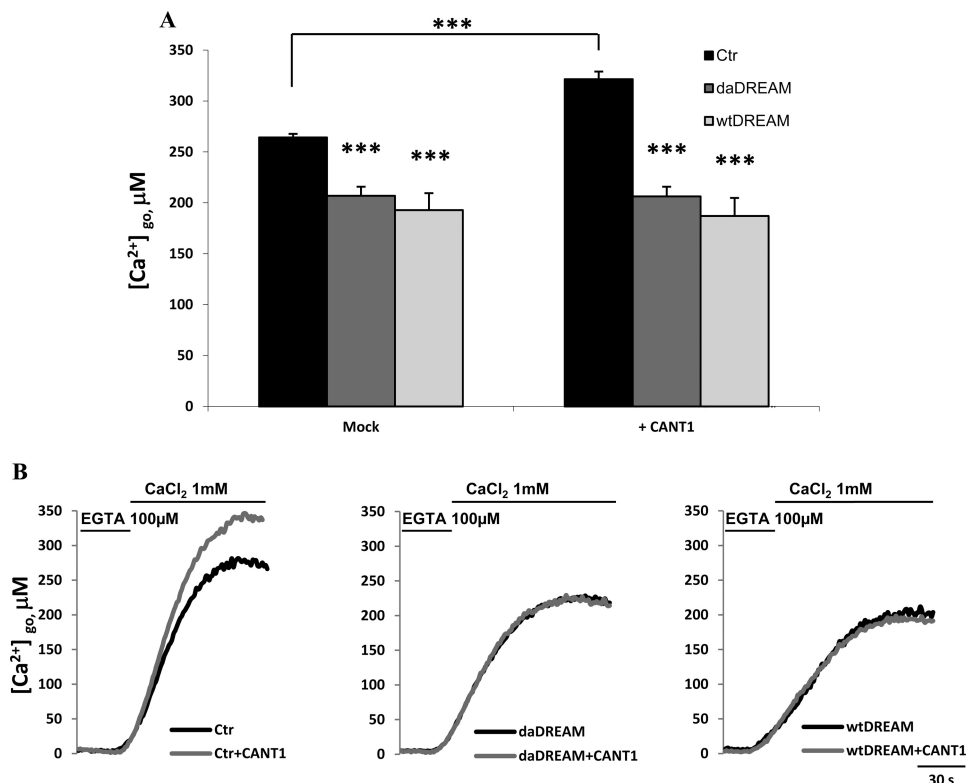 A
***
350
300
250
200
150
100
50
0
[Ca²⁺] go, μM
Ctr
daDREAM
wtDREAM
*** ***
*** ***
Mock + CANT1
B
CaCl₂ 1mM
EGTA 100μM
350
300
250
200
150
100
50
0
[Ca²⁺] go, μM
Ctr
Ctr+CANT1
CaCl₂ 1mM
EGTA 100μM
350
300
250
200
150
100
50
0
daDREAM
daDREAM+CANT1
CaCl₂ 1mM
EGTA 100μM
350
300
250
200
150
100
50
0
wtDREAM
wtDREAM+CANT1
30 s